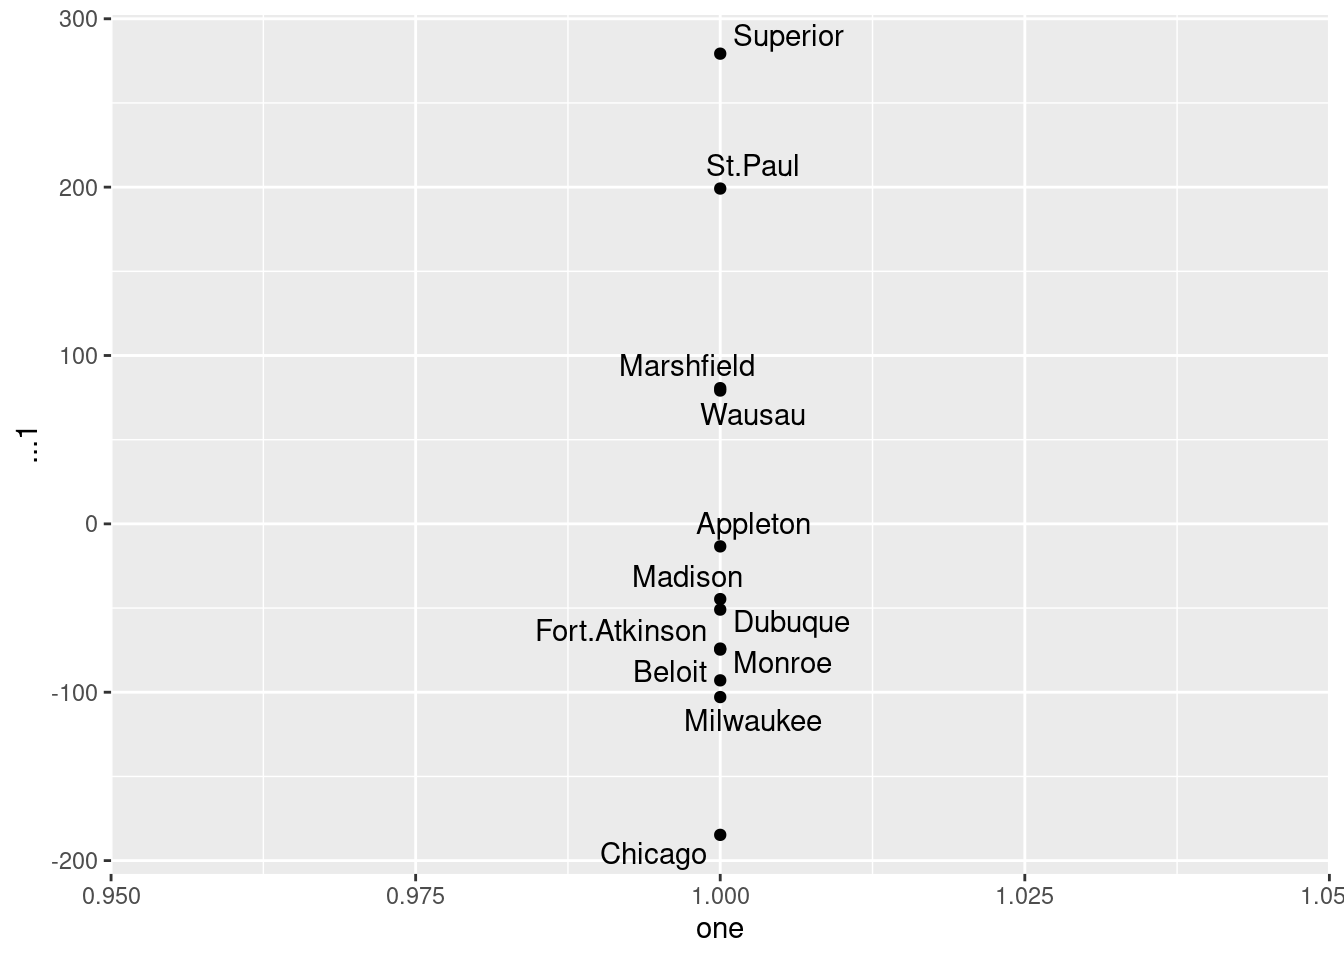 300
Superior
St.Paul
200
100
Marshfield
Wausau
...1
0
Appleton
Madison
Dubuque
Fort.Atkinson
Monroe
Beloit
-100
Milwaukee
Chicago
-200
0.950 0.975 1.000 1.025 1.05
one